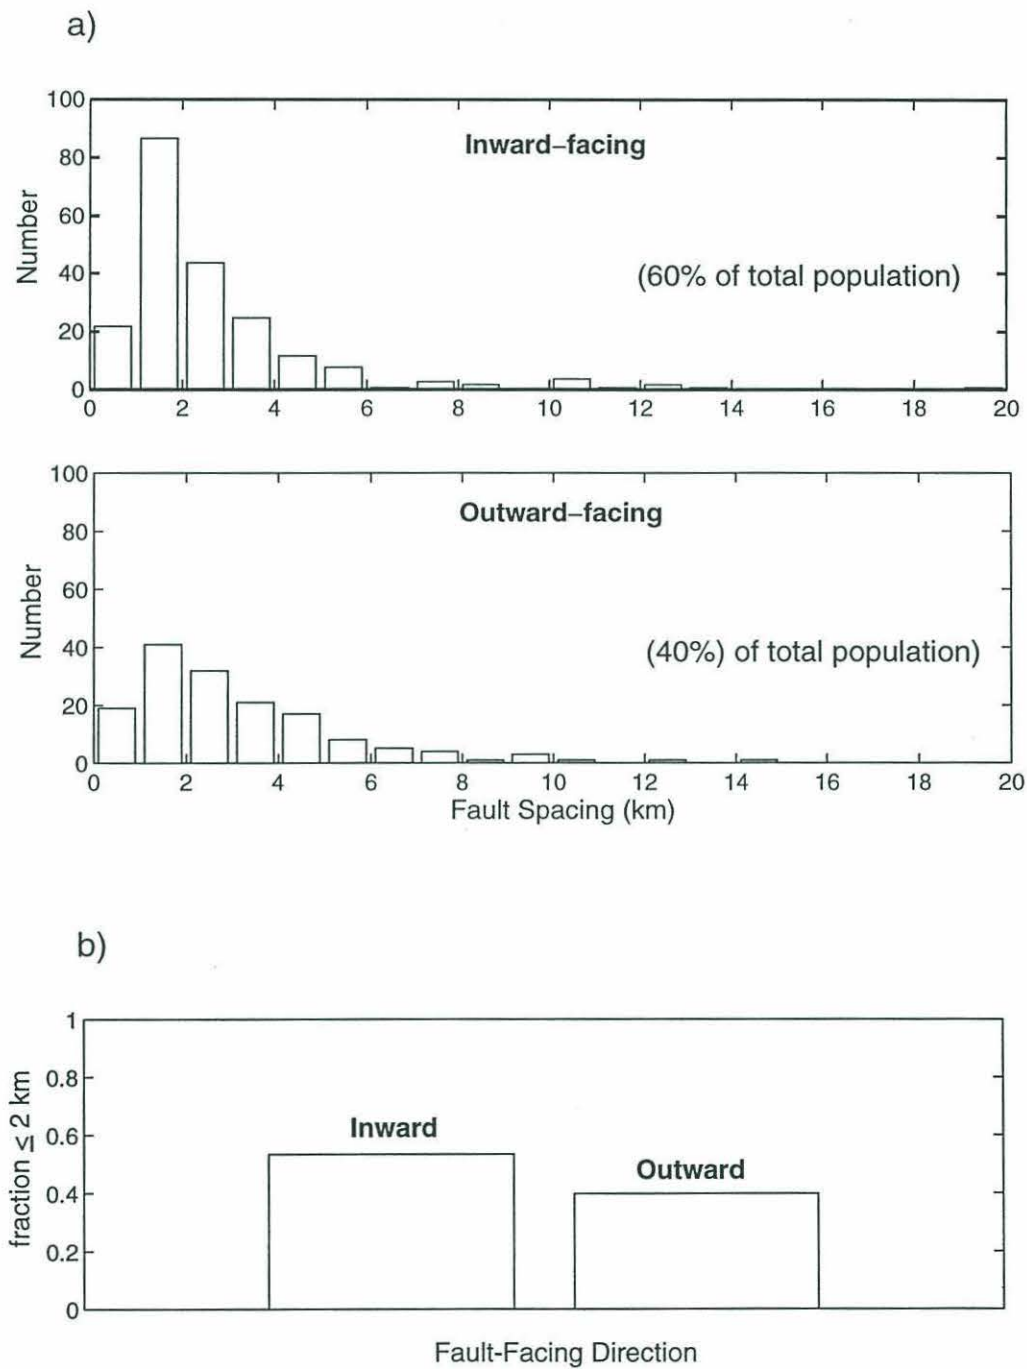 a)
100
80
60
40
20
0
Number
Inward–facing
(60% of total population)
0 2 4 6 8 10 12 14 16 18 20
100
80
60
40
20
0
Number
Outward–facing
(40%) of total population)
0 2 4 6 8 10 12 14 16 18 20
Fault Spacing (km)
b)
1
0.8
0.6
0.4
0.2
0
fraction ≤ 2 km
Inward
Outward
Fault-Facing Direction